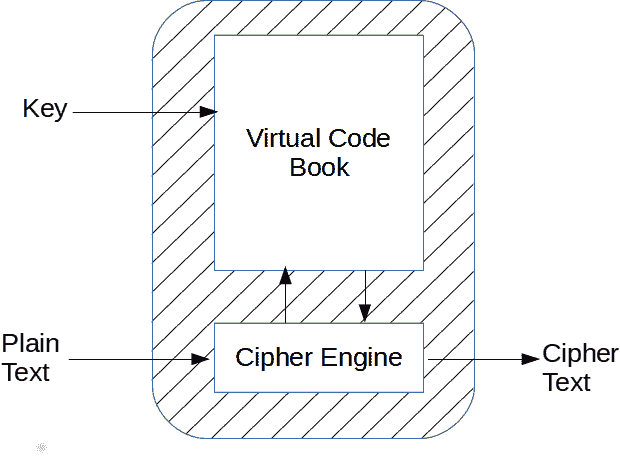 Key
Virtual Code
Book
Plain
Text
Cipher Engine
Cipher
Text